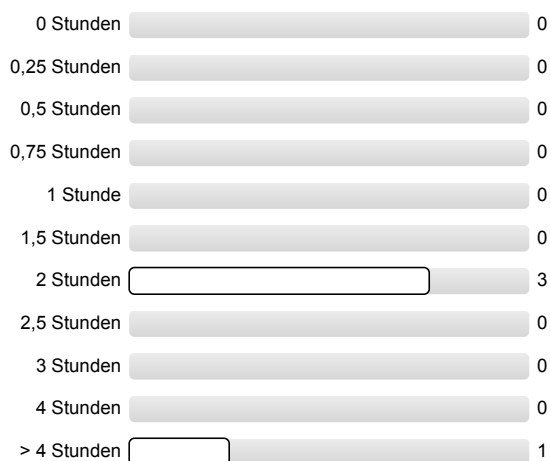 0 Stunden 0
0,25 Stunden 0
0,5 Stunden 0
0,75 Stunden 0
1 Stunde 0
1,5 Stunden 0
2 Stunden 3
2,5 Stunden 0
3 Stunden 0
4 Stunden 0
> 4 Stunden 1